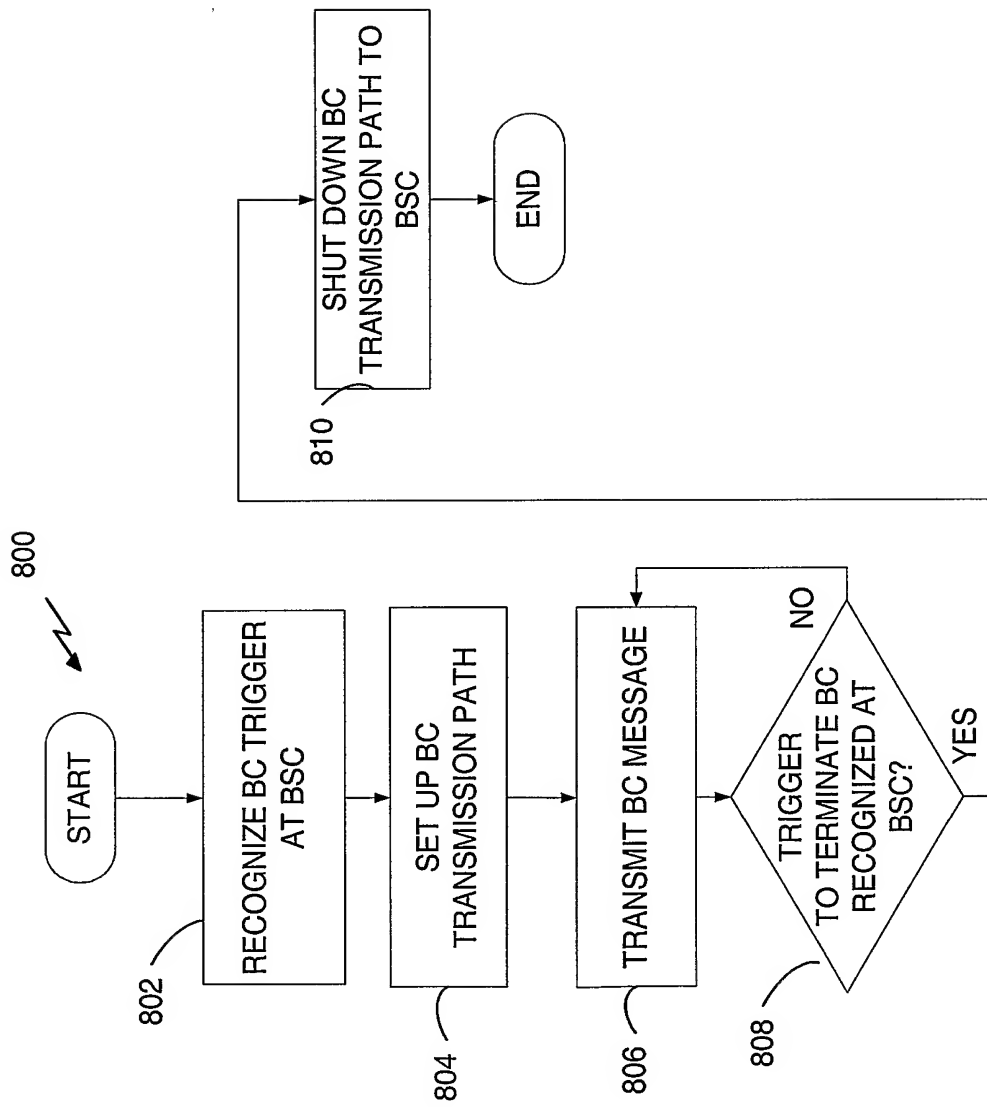 800
START
802
RECOGNIZE BC TRIGGER
AT BSC
804
SET UP BC
TRANSMISSION PATH
806
TRANSMIT BC MESSAGE
808
TRIGGER
TO TERMINATE BC
RECOGNIZED AT
BSC?
NO
YES
810
SHUT DOWN BC
TRANSMISSION PATH TO
BSC
END